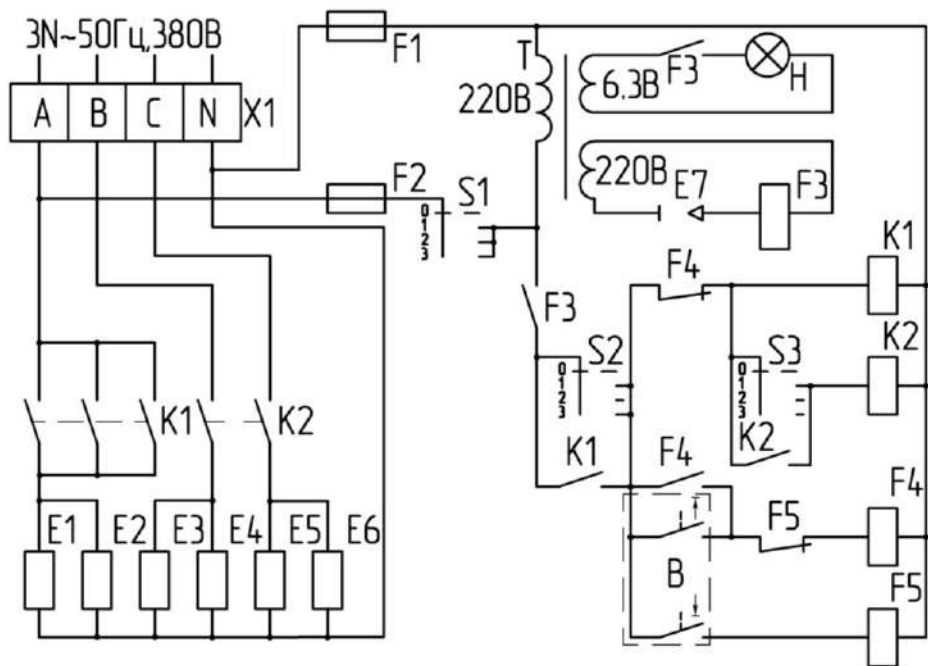 3N~50Гц,380В
A B C N X1
F1
T
220В
6,3В
F3
H
220В
E7
F3
F2
S1
0
1
2
3
F4
K1
F3
S2
0
1
2
3
S3
0
1
2
3
K2
K1
K2
K1
F4
K2
F4
F5
B
F5
E1 E2 E3 E4 E5 E6